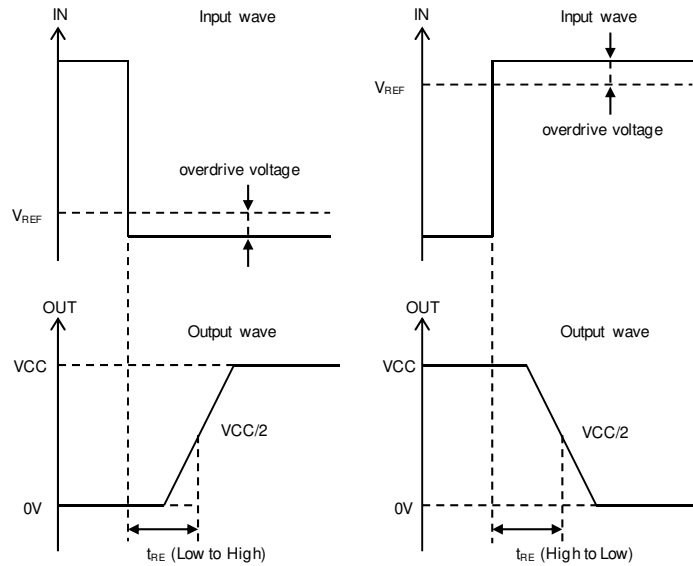 IN
Input wave
overdrive voltage
VREF
OUT
Output wave
VCC
VCC/2
0V
tRE (Low to High)
IN
Input wave
VREF
overdrive voltage
OUT
Output wave
VCC
VCC/2
0V
tRE (High to Low)